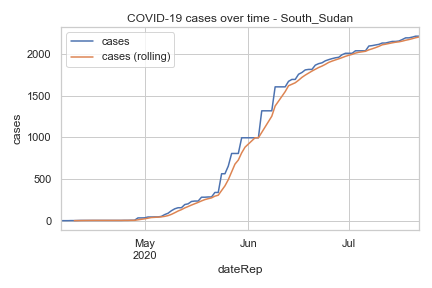 COVID-19 cases over time - South_Sudan
cases
cases (rolling)
cases
2000
1500
1000
500
0
May
2020
Jun
Jul
dateRep